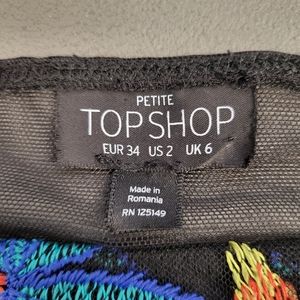 PETITE
TOPSHOP
EUR 34 US 2 UK 6
Made in
Romania
RN 125149